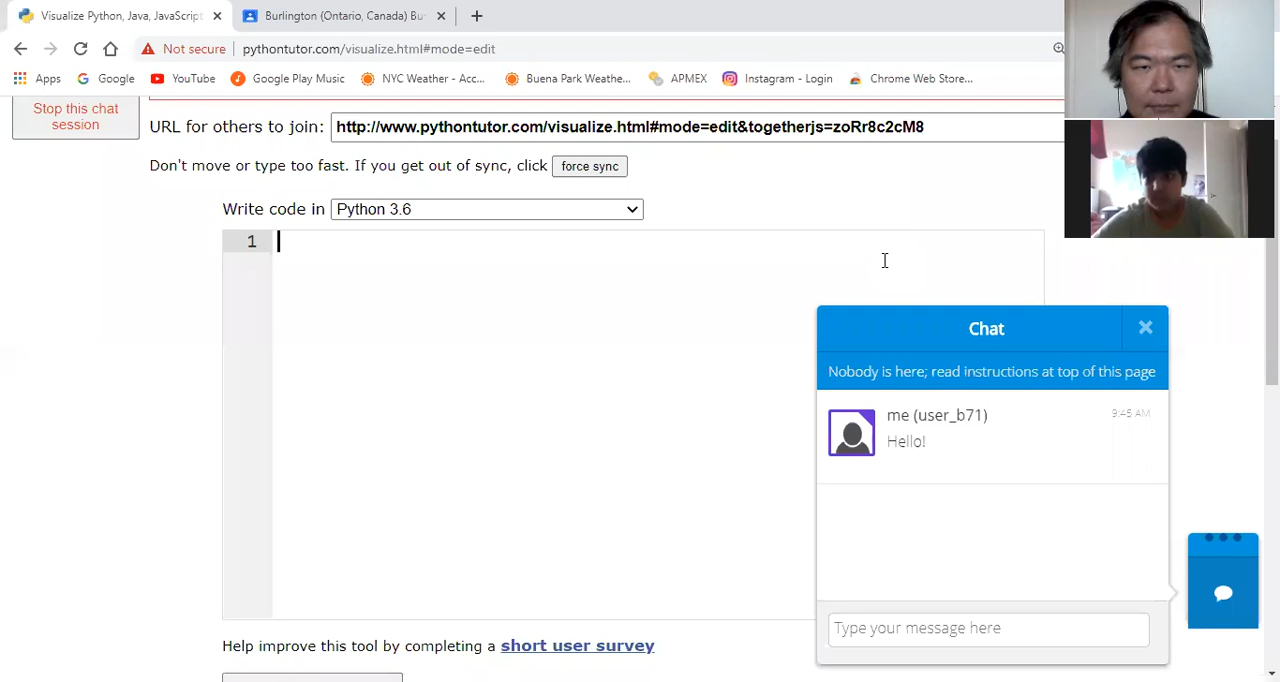 Visualize Python, Java, JavaScript
Burlington (Ontario, Canada) Bu
Not secure
pythontutor.com/visualize.html#mode=edit
Apps
Google
YouTube
Google Play Music
NYC Weather - Acc...
Buena Park Weathe...
APMEX
Instagram - Login
Chrome Web Store...
Stop this chat
session
URL for others to join:
http://www.pythontutor.com/visualize.html#mode=edit&togetherjs=zoRr8c2cM8
Don't move or type too fast. If you get out of sync, click
force sync
Write code in
Python 3.6
1
Chat
Nobody is here; read instructions at top of this page
me (user_b71)
9:45 AM
Hello!
Type your message here
Help improve this tool by completing a short user survey